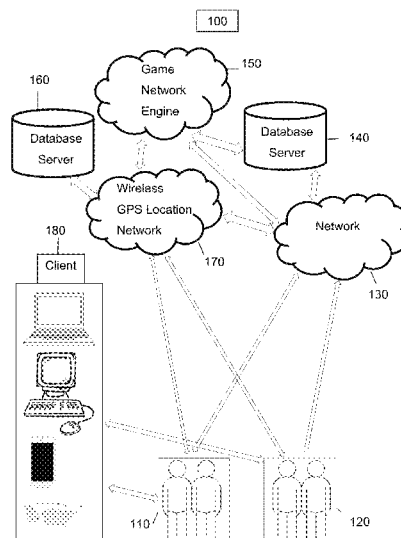 100
160
150
Game
Network
Engine
Database
Server
Database
Server
140
Wireless
GPS Location
Network
Network
180
170
130
Client
110
120